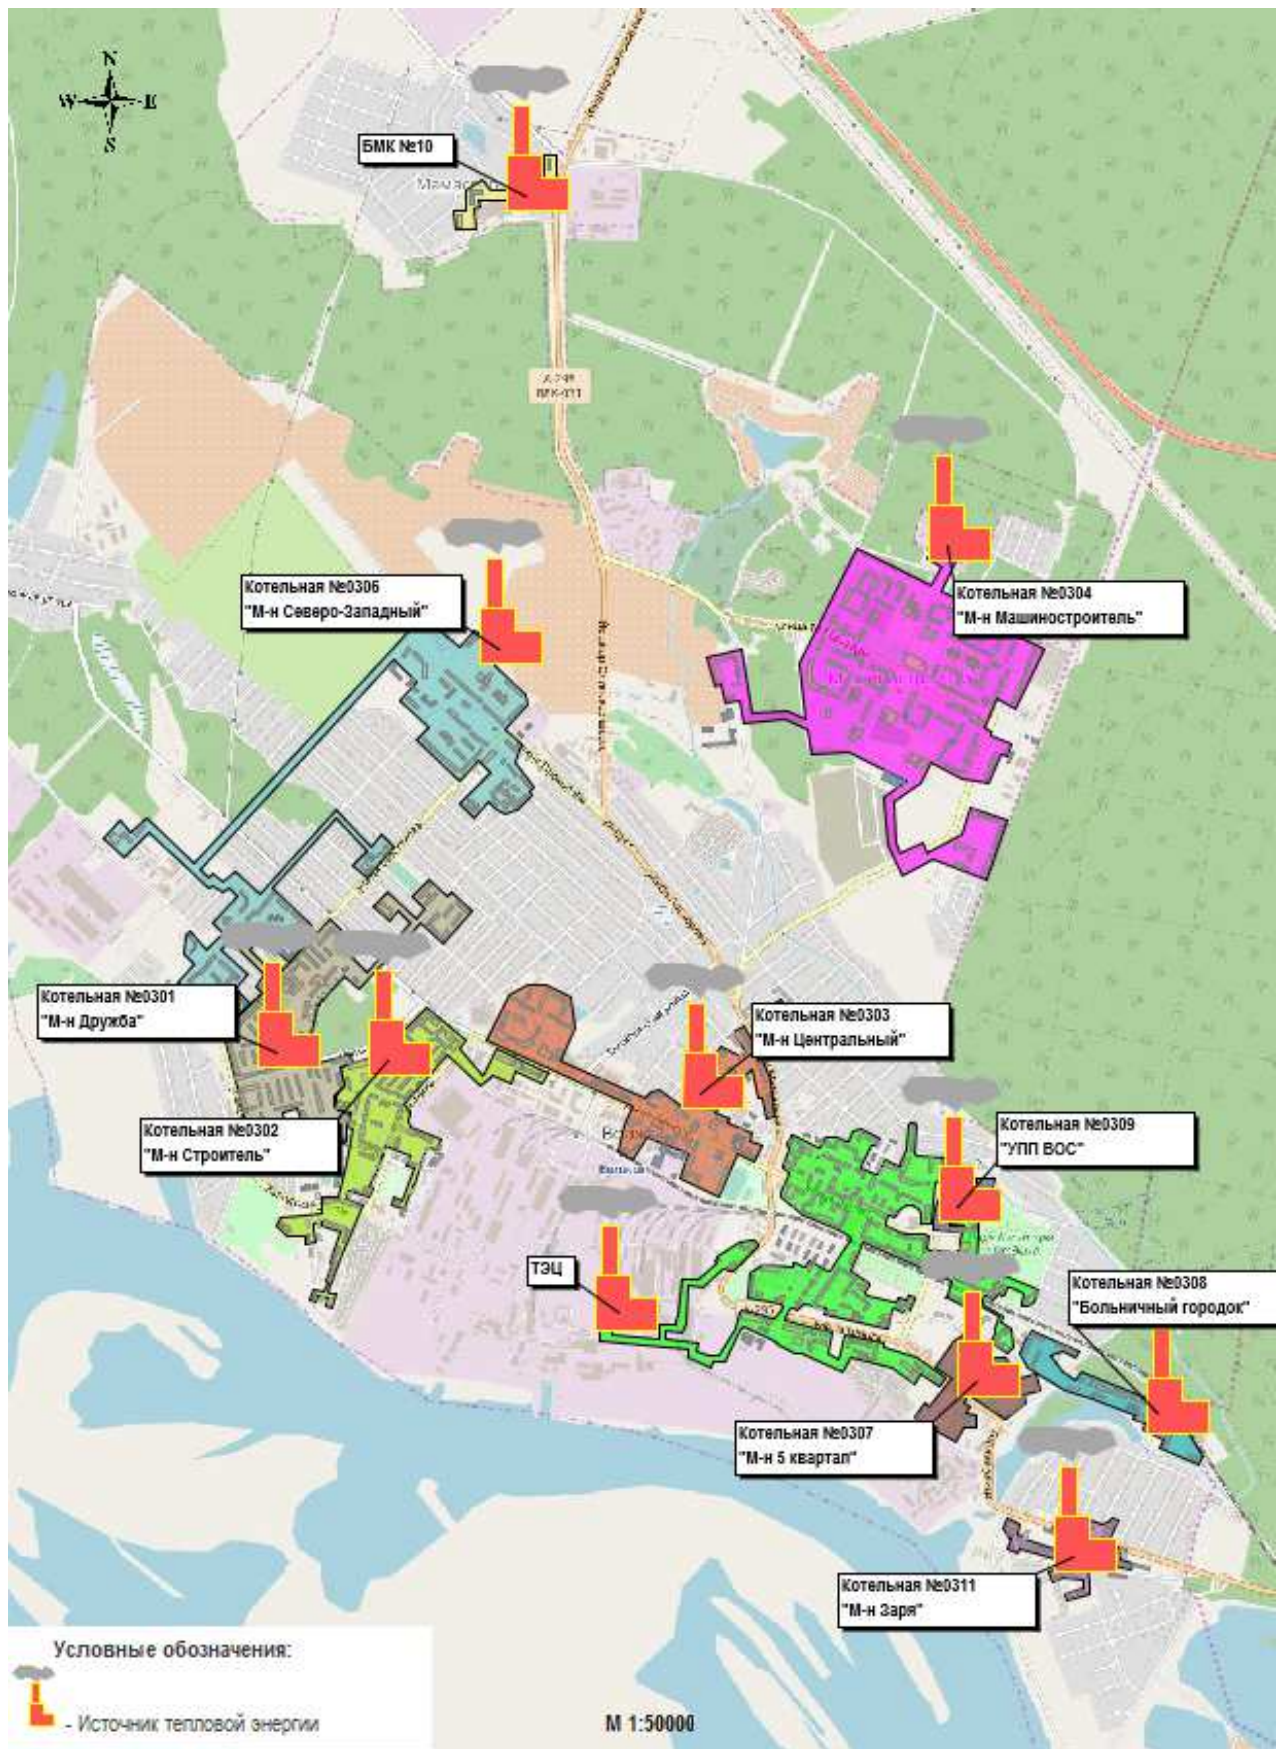 N
W E
S
БМК №10
А-295
Котельная №0304
"М-н Машиностроитель"
Котельная №0306
"М-н Северо-Западный"
Котельная №0301
"М-н Дружба"
Котельная №0303
"М-н Центральный"
Котельная №0302
"М-н Строитель"
Котельная №0309
"УПП ВОС"
ТЭЦ
Котельная №0308
"Больничный городок"
Котельная №0307
"М-н 5 квартал"
Котельная №0311
"М-н Заря"
Условные обозначения:
- Источник тепловой энергии
М 1:50000